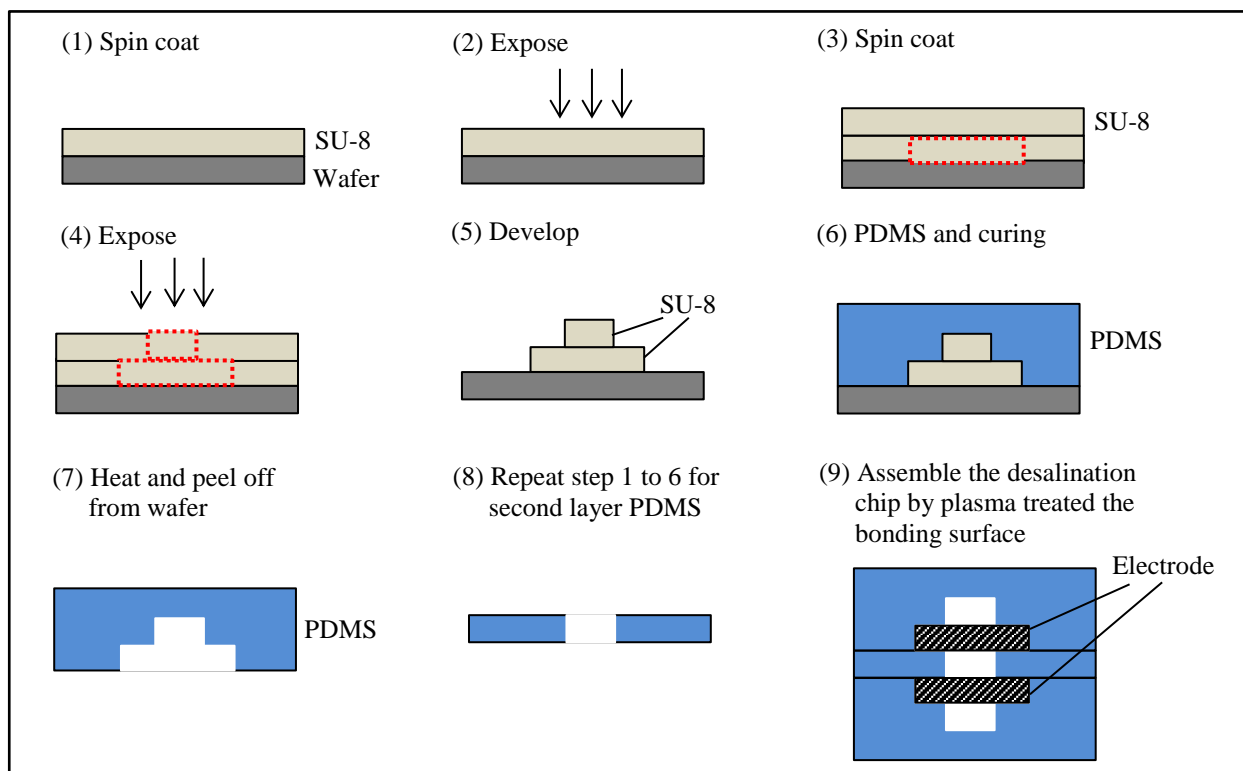 (1) Spin coat
SU-8
Wafer
(2) Expose
(3) Spin coat
SU-8
(4) Expose
(5) Develop
SU-8
(6) PDMS and curing
PDMS
(7) Heat and peel off
from wafer
PDMS
(8) Repeat step 1 to 6 for
second layer PDMS
(9) Assemble the desalination
chip by plasma treated the
bonding surface
Electrode